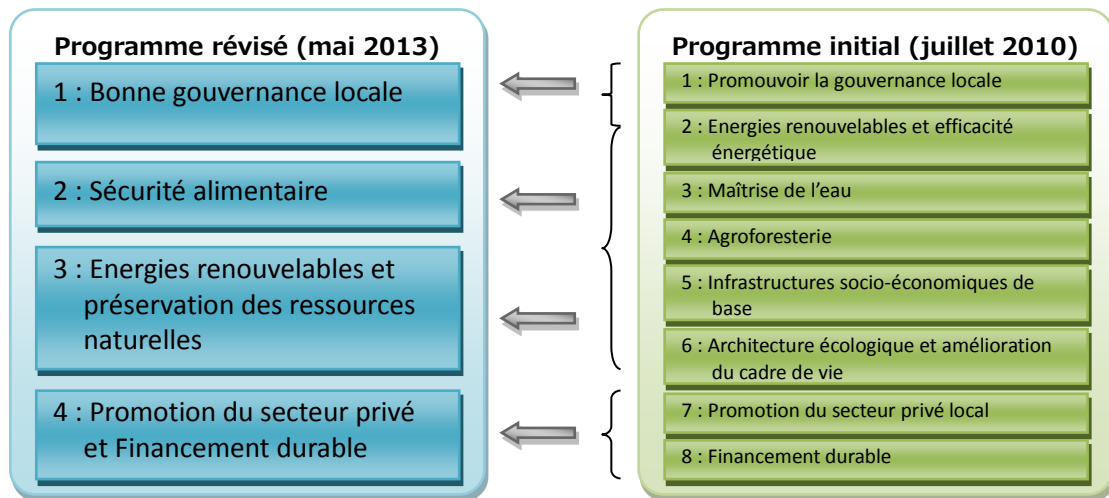 Programme révisé (mai 2013)
1 : Bonne gouvernance locale
2 : Sécurité alimentaire
3 : Energies renouvelables et
préservation des ressources
naturelles
4 : Promotion du secteur privé
et Financement durable
Programme initial (juillet 2010)
1 : Promouvoir la gouvernance locale
2 : Energies renouvelables et efficacité
énergétique
3 : Maîtrise de l’eau
4 : Agroforesterie
5 : Infrastructures socio-économiques de
base
6 : Architecture écologique et amélioration
du cadre de vie
7 : Promotion du secteur privé local
8 : Financement durable